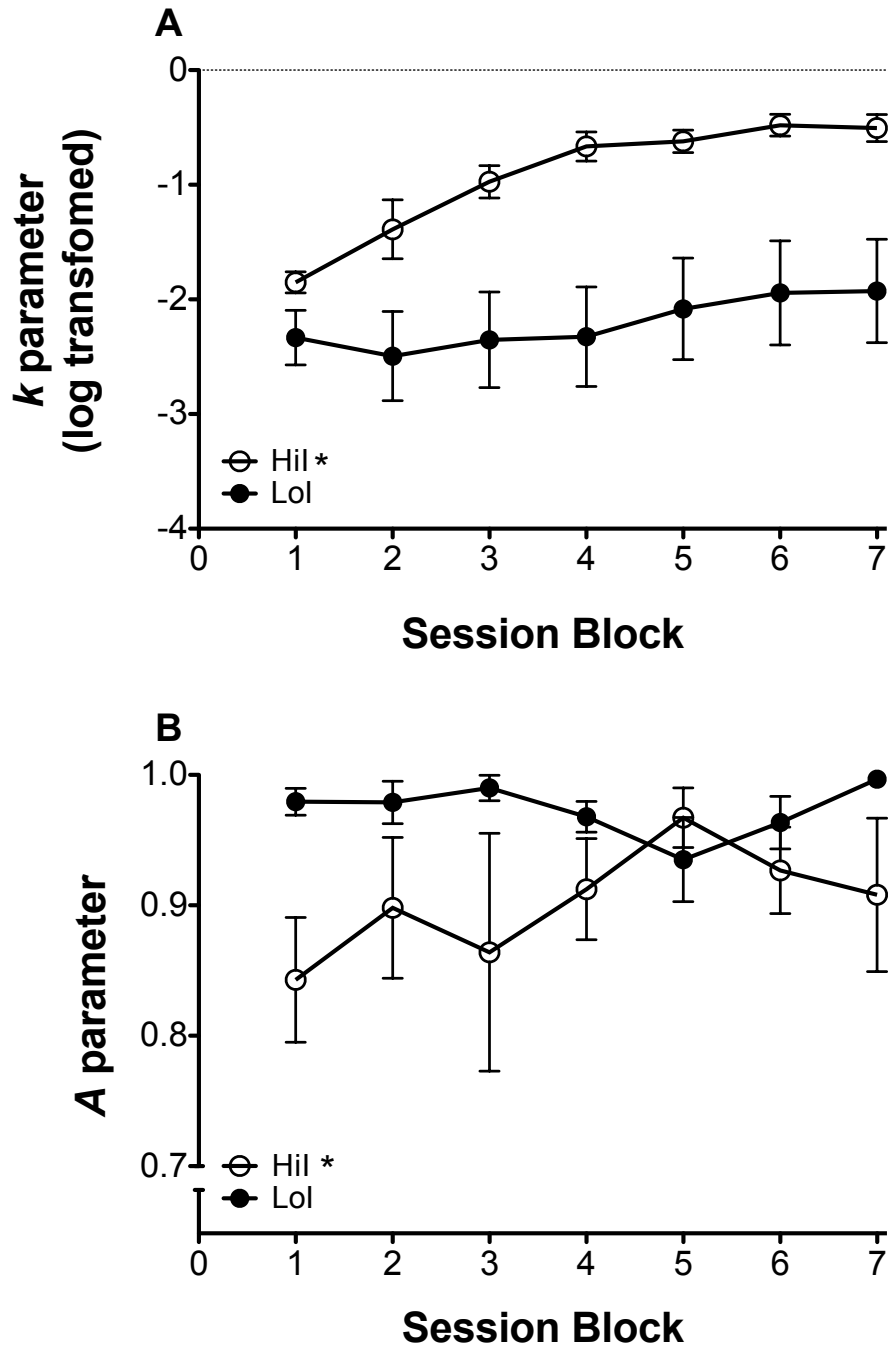 A
0
-1
-2
-3
-4
k parameter
(log transfomed)
HiI *
LoI
0 1 2 3 4 5 6 7
Session Block
B
1.0
0.9
0.8
0.7
A parameter
HiI *
LoI
0 1 2 3 4 5 6 7
Session Block